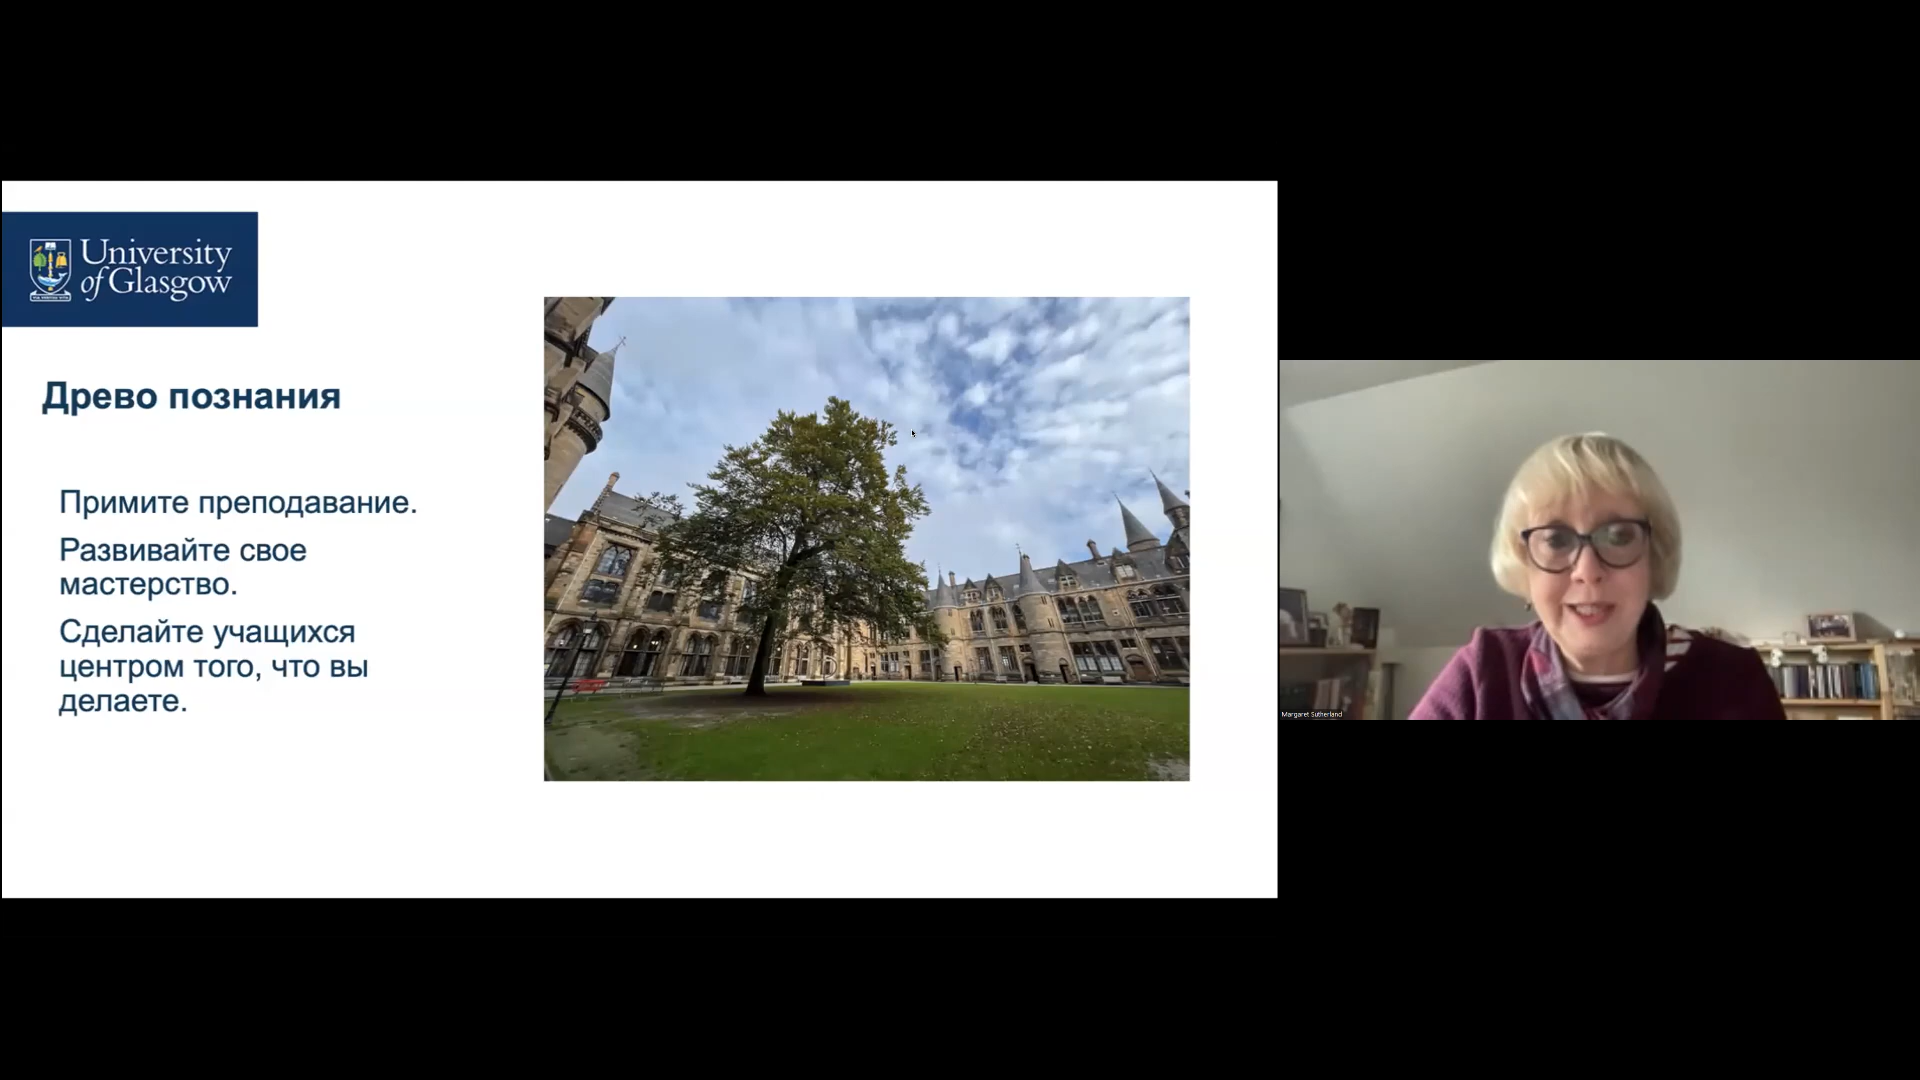 University
of Glasgow
Древо познания
Примите преподавание.
Развивайте свое
мастерство.
Сделайте учащихся
центром того, что вы
делаете.
Margaret Sutherland